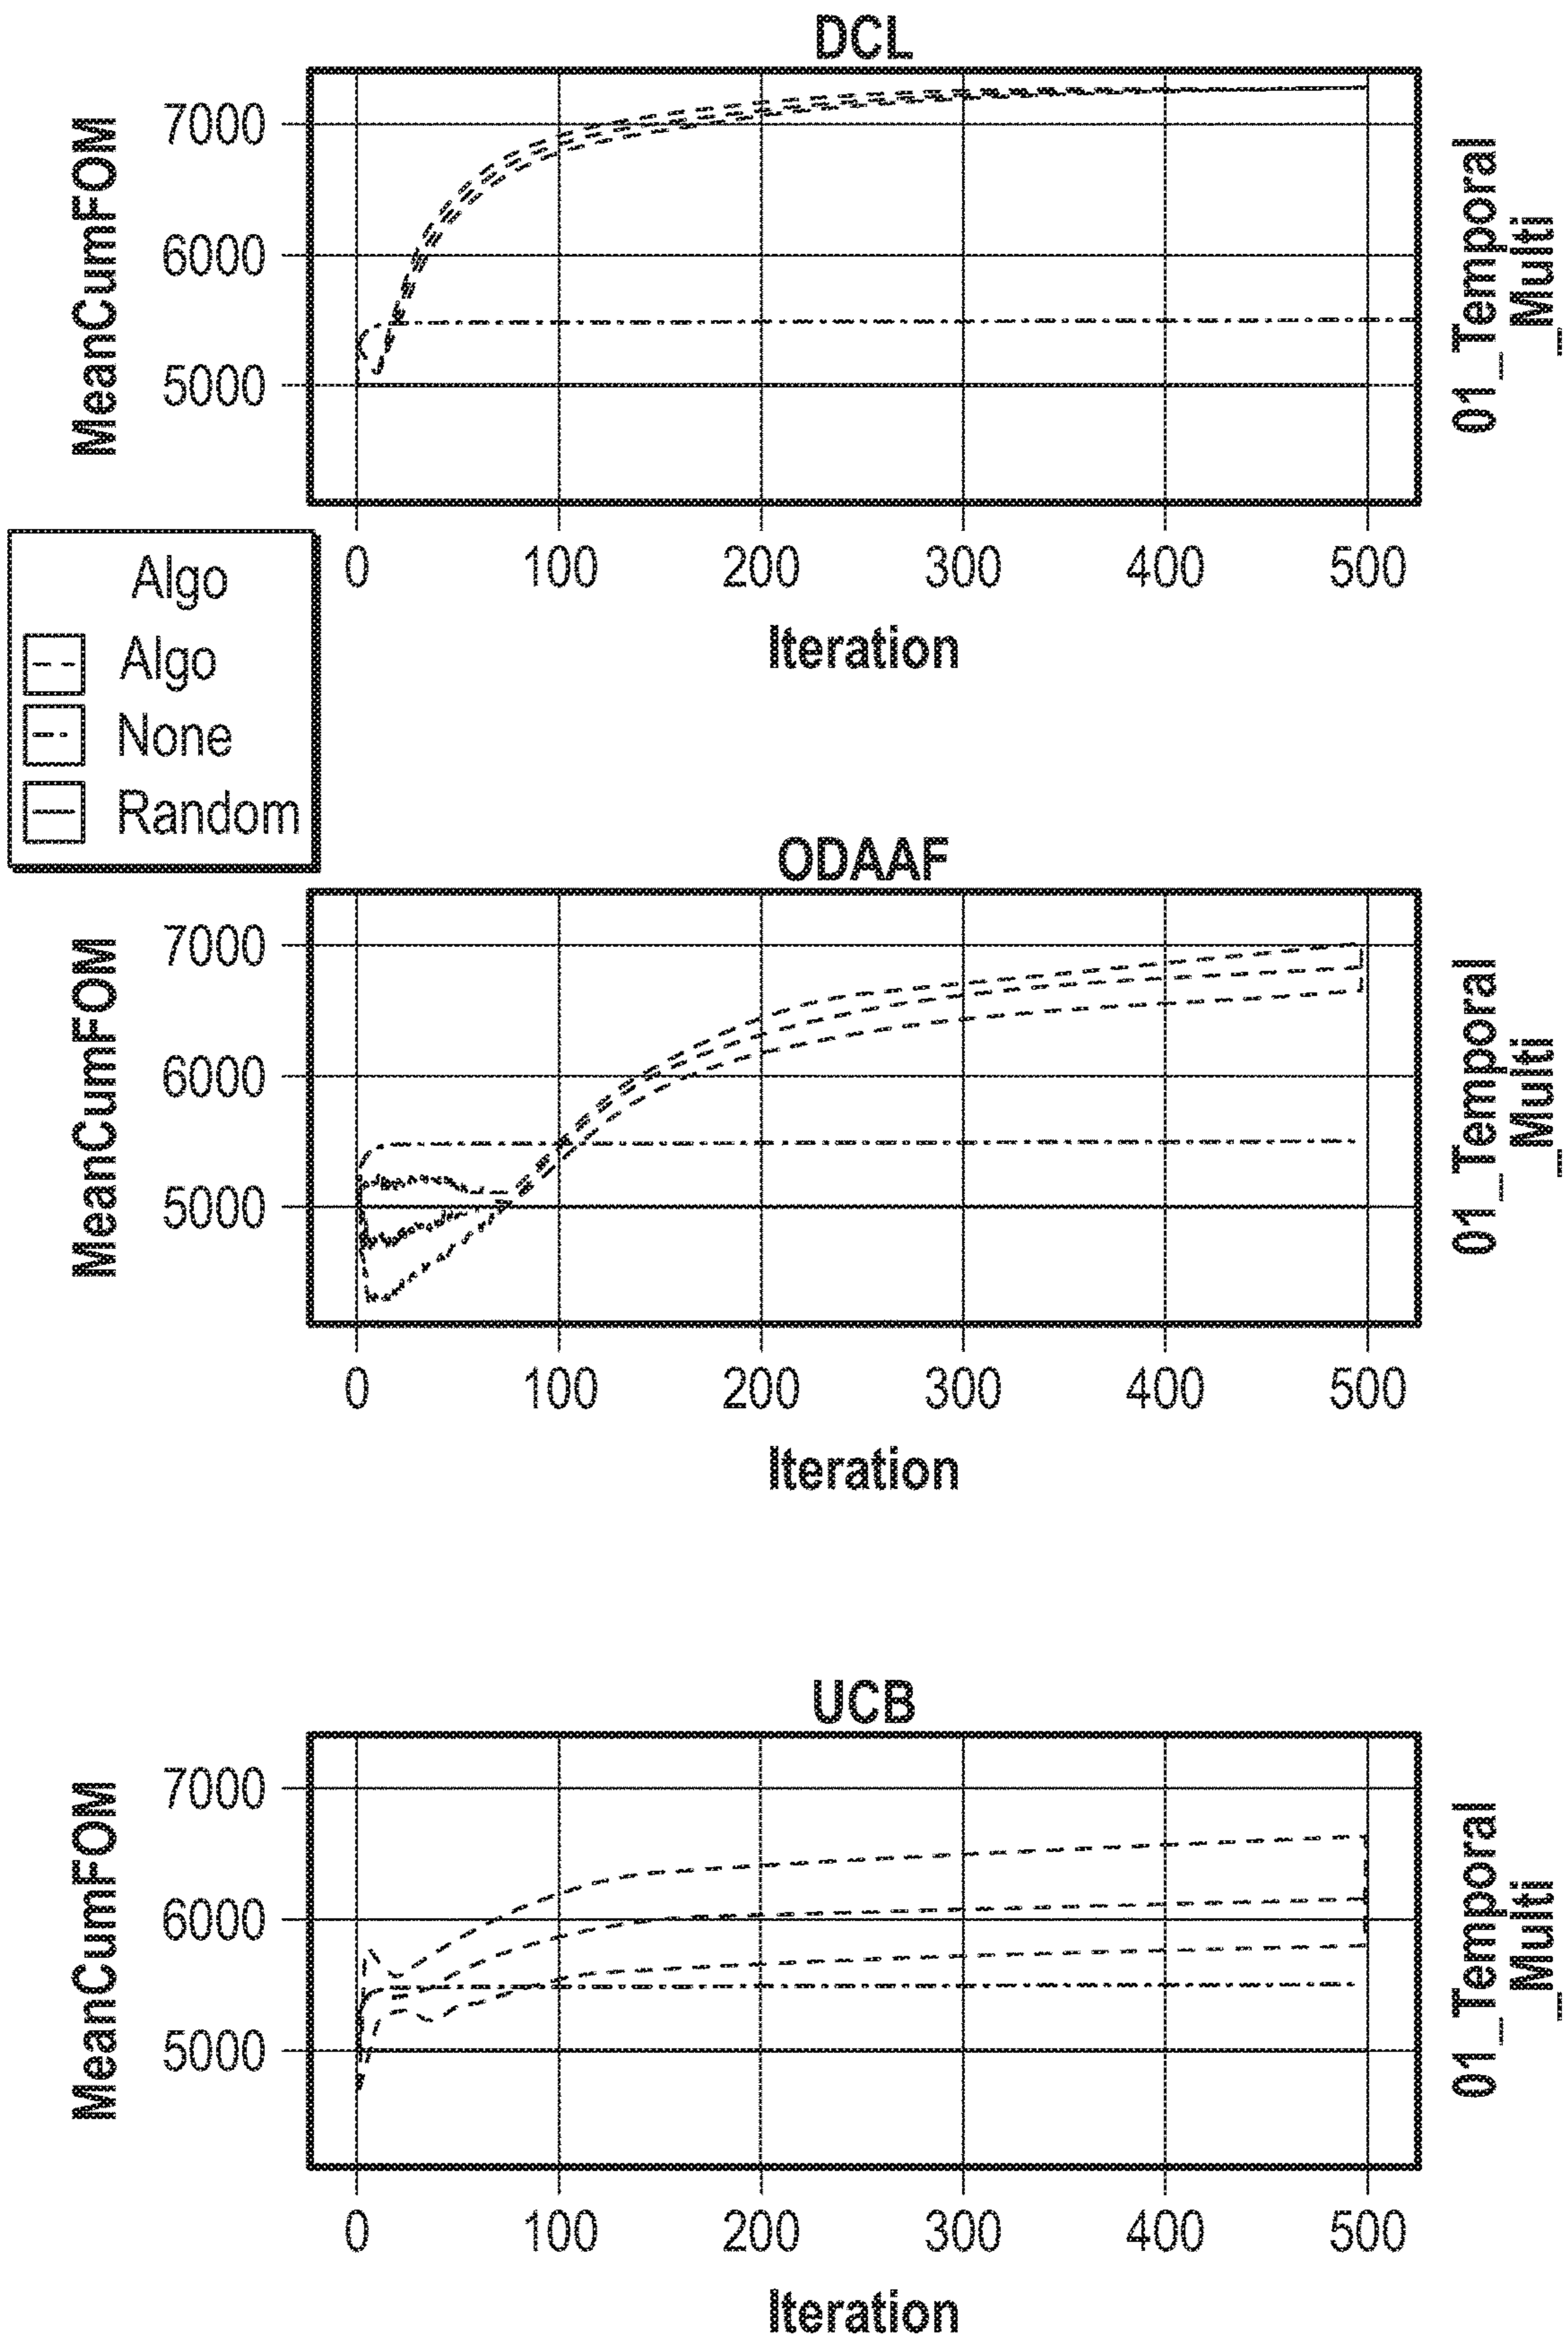 DCL
MeanCumFOM
7000
6000
5000
01_Temporal
_Multi
0 100 200 300 400 500
Iteration
Algo
Algo
None
Random
ODAAF
MeanCumFOM
7000
6000
5000
01_Temporal
_Multi
0 100 200 300 400 500
Iteration
UCB
MeanCumFOM
7000
6000
5000
01_Temporal
_Multi
0 100 200 300 400 500
Iteration